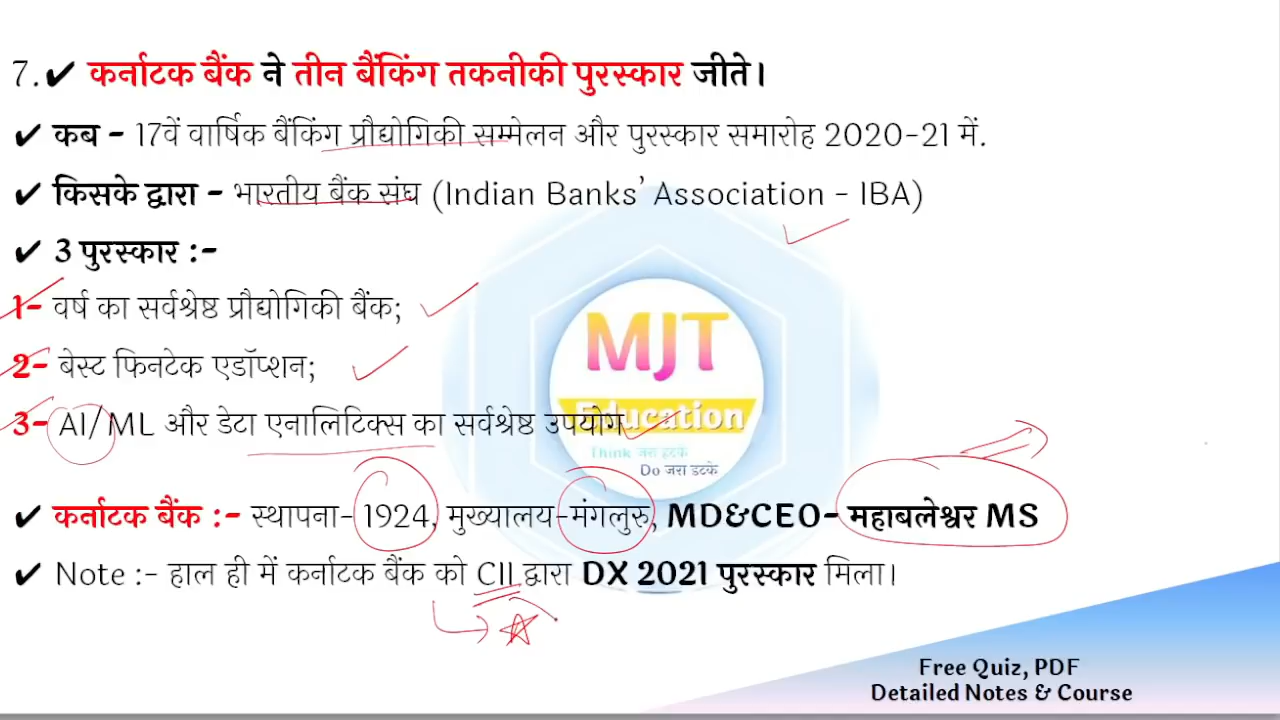 7.✔ कर्नाटक बैंक ने तीन बैंकिंग तकनीकी पुरस्कार जीते।
✔ कब - 17वें वार्षिक बैंकिंग प्रौद्योगिकी सम्मेलन और पुरस्कार समारोह 2020-21 में.
✔ किसके द्वारा - भारतीय बैंक संघ (Indian Banks' Association - IBA)
✔ 3 पुरस्कार :-
1- वर्ष का सर्वश्रेष्ठ प्रौद्योगिकी बैंक;
2- बेस्ट फिनटेक एडॉप्शन;
3- AI/ML और डेटा एनालिटिक्स का सर्वश्रेष्ठ उपयोग
MJT
Education
Think जरा हटके
Do जरा डटके
✔ कर्नाटक बैंक :- स्थापना- 1924, मुख्यालय-मंगलुरु, MD&CEO- महाबलेश्वर MS
✔ Note :- हाल ही में कर्नाटक बैंक को CII द्वारा DX 2021 पुरस्कार मिला।
Free Quiz, PDF
Detailed Notes & Course